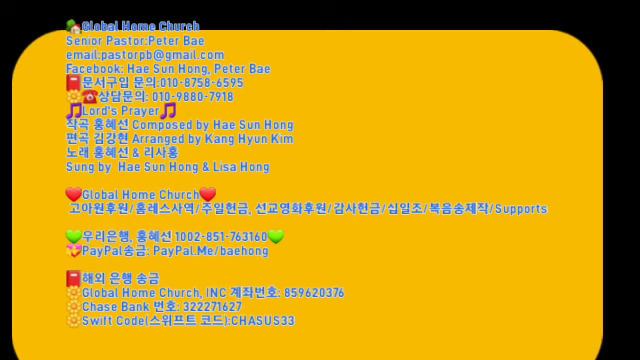 🏡Global Home Church
Senior Pastor:Peter Bae
email:pastorpb@gmail.com
Facebook: Hae Sun Hong, Peter Bae
📕문서구입 문의:010-8758-6595
🌼☎️상담문의: 010-9880-7918
🎵Lord's Prayer🎵
작곡 홍혜선 Composed by Hae Sun Hong
편곡 김강현 Arranged by Kang Hyun Kim
노래 홍혜선 & 리사홍
Sung by Hae Sun Hong & Lisa Hong
❤️Global Home Church❤️
고아원후원/홈레스사역/주일헌금, 선교영화후원/감사헌금/십일조/복음송제작/Supports
💚우리은행, 홍혜선 1002-851-763160💚
💝PayPal송금: PayPal.Me/baehong
📕해외 은행 송금
🌼Global Home Church, INC 계좌번호: 859620376
🌼Chase Bank 번호: 322271627
🌼Swift Code(스위프트 코드):CHASUS33